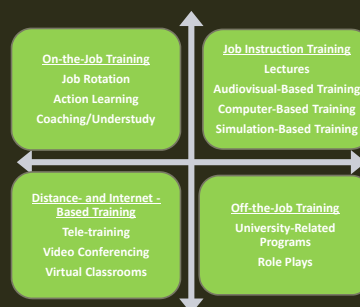 On-the-Job Training
Job Rotation
Action Learning
Coaching/Understudy
Job Instruction Training
Lectures
Audiovisual-Based Training
Computer-Based Training
Simulation-Based Training
Distance- and Internet -
Based Training
Tele-training
Video Conferencing
Virtual Classrooms
Off-the-Job Training
University-Related
Programs
Role Plays